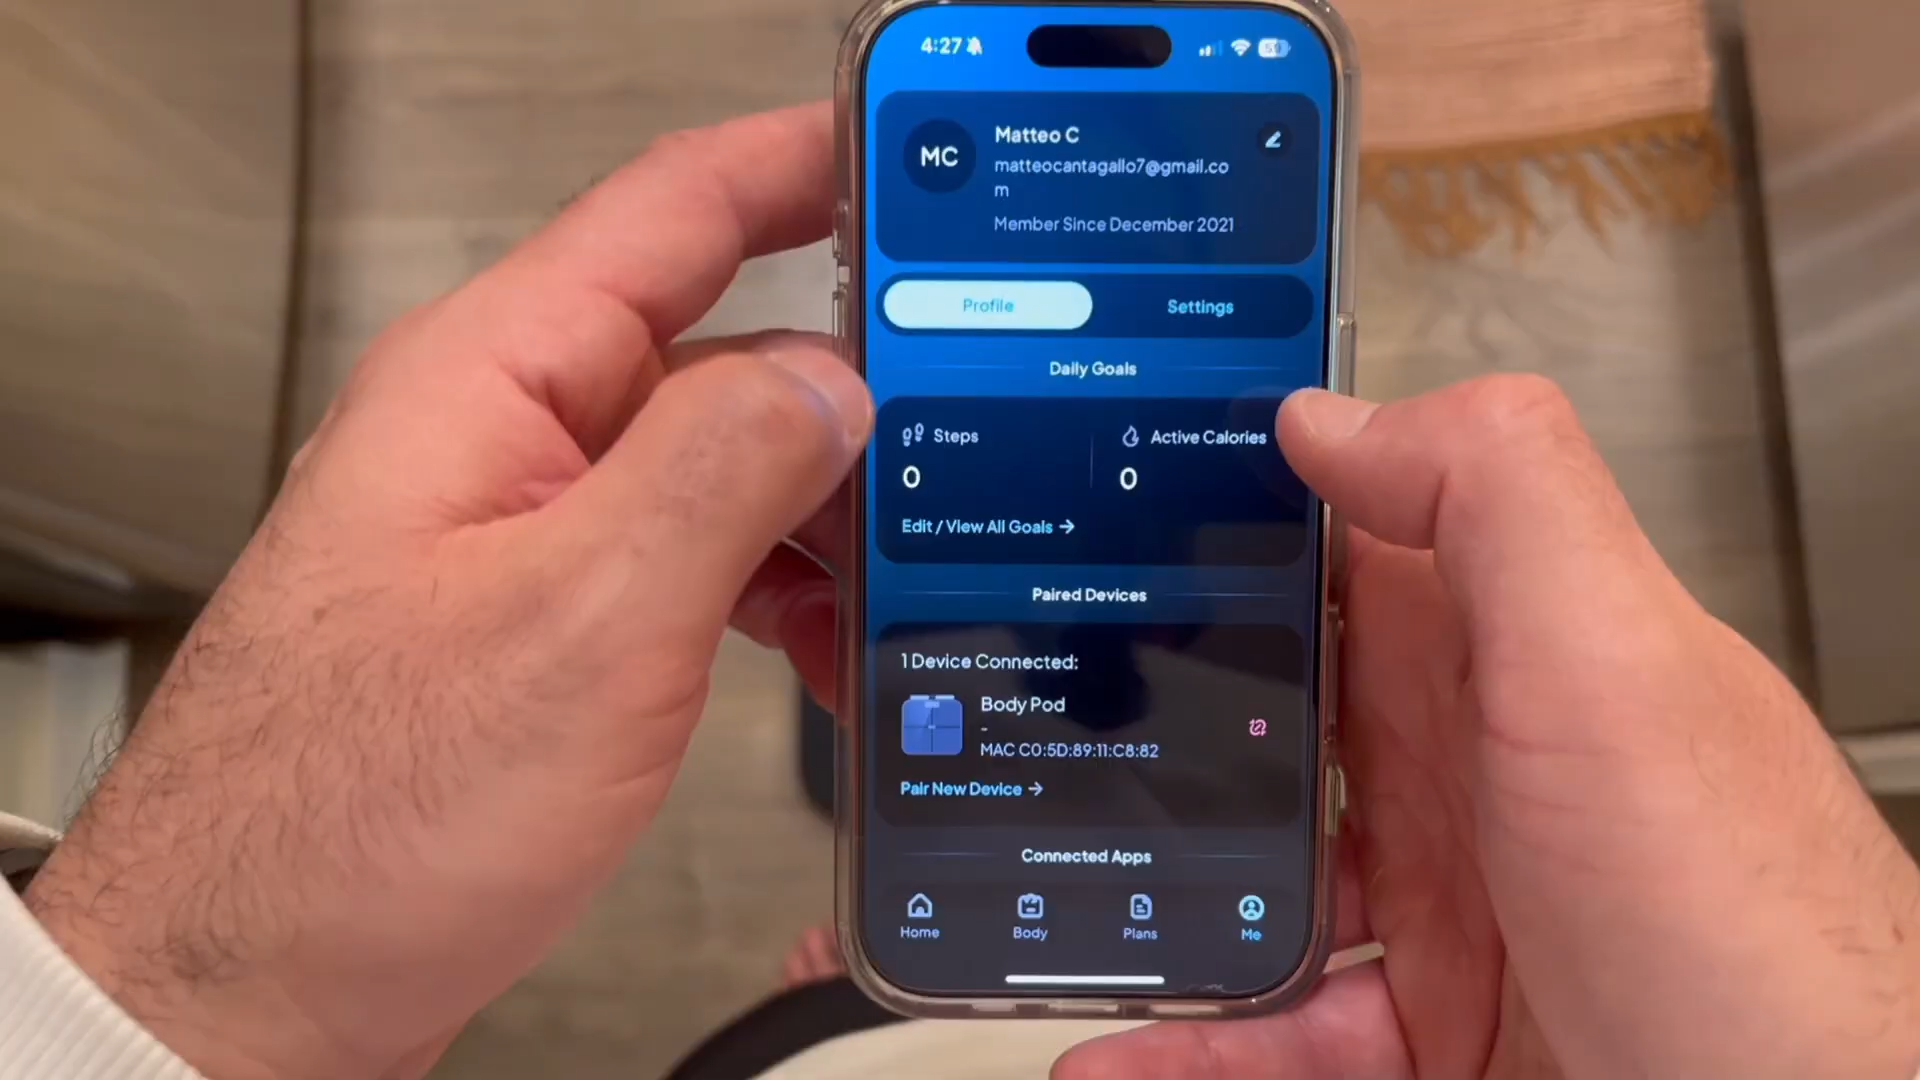 4:27
59
MC
Matteo C
matteocantagallo7@gmail.co
m
Member Since December 2021
Profile
Settings
Daily Goals
Steps
Active Calories
0
0
Edit / View All Goals →
Paired Devices
1 Device Connected:
Body Pod
-
MAC C0:5D:89:11:C8:82
Pair New Device →
Connected Apps
Home
Body
Plans
Me